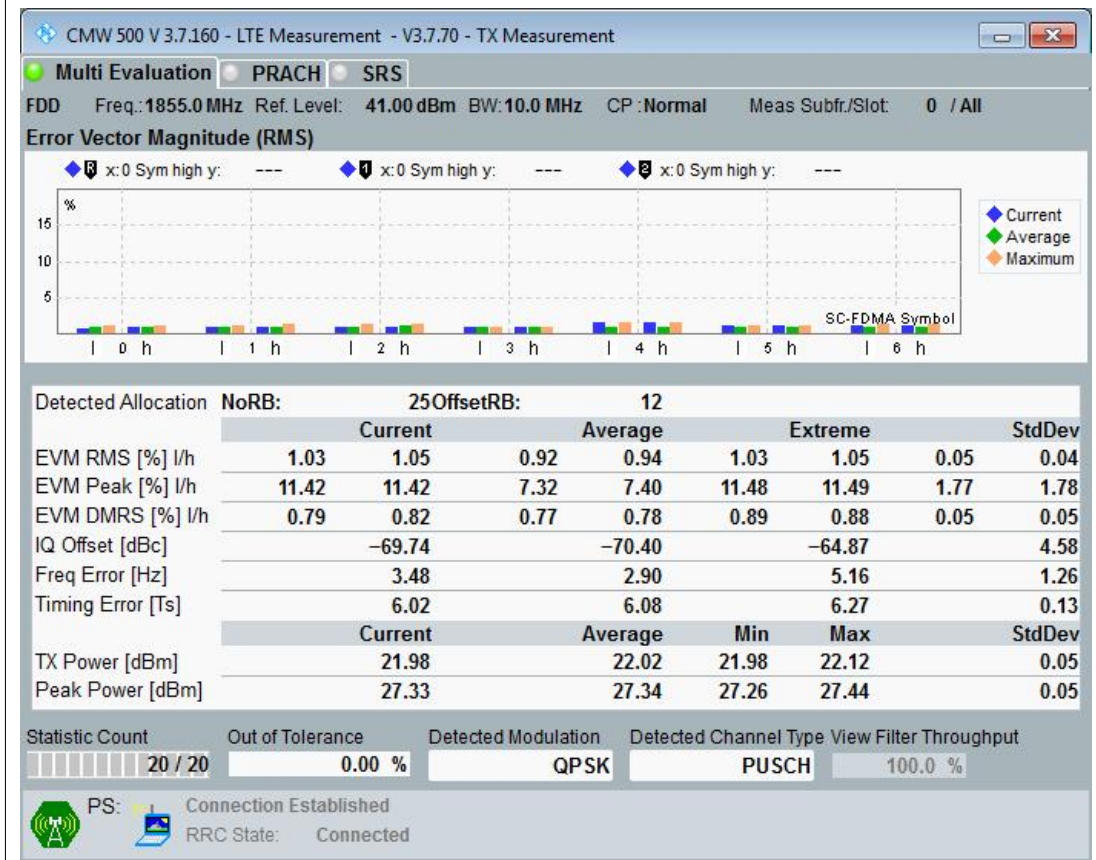 CMW 500 V 3.7.160 - LTE Measurement - V3.7.70 - TX Measurement
Multi Evaluation PRACH SRS
FDD Freq.: 1855.0 MHz Ref. Level: 41.00 dBm BW: 10.0 MHz CP : Normal Meas Subfr./Slot: 0 / All
Error Vector Magnitude (RMS)
R x: 0 Sym high y: --- 1 x: 0 Sym high y: --- 2 x: 0 Sym high y: ---
%
15
10
5
Current
Average
Maximum
SC-FDMA Symbol
l 0 h l 1 h l 2 h l 3 h l 4 h l 5 h l 6 h
Detected Allocation NoRB: 25 OffsetRB: 12
Current Average Extreme StdDev
EVM RMS [%] l/h 1.03 1.05 0.92 0.94 1.03 1.05 0.05 0.04
EVM Peak [%] l/h 11.42 11.42 7.32 7.40 11.48 11.49 1.77 1.78
EVM DMRS [%] l/h 0.79 0.82 0.77 0.78 0.89 0.88 0.05 0.05
IQ Offset [dBc] −69.74 −70.40 −64.87 4.58
Freq Error [Hz] 3.48 2.90 5.16 1.26
Timing Error [Ts] 6.02 6.08 6.27 0.13
Current Average Min Max StdDev
TX Power [dBm] 21.98 22.02 21.98 22.12 0.05
Peak Power [dBm] 27.33 27.34 27.26 27.44 0.05
Statistic Count Out of Tolerance Detected Modulation Detected Channel Type View Filter Throughput
20 / 20 0.00 % QPSK PUSCH 100.0 %
PS: Connection Established
RRC State: Connected